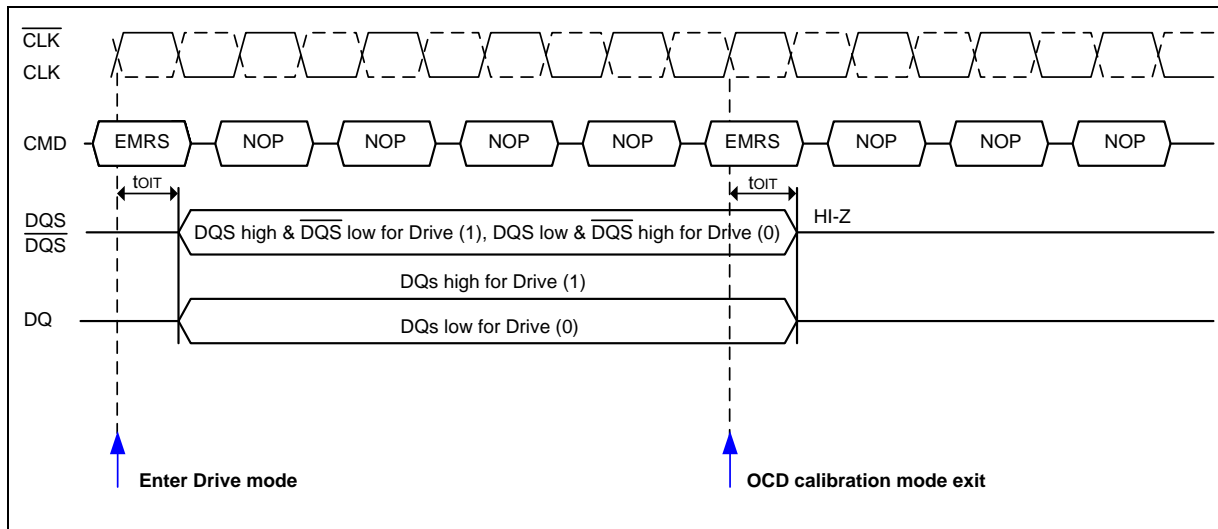 CLK
CLK
CMD
EMRS NOP NOP NOP NOP EMRS NOP NOP NOP
tOIT tOIT
DQS
DQS
DQS high & DQS low for Drive (1), DQS low & DQS high for Drive (0)
HI-Z
DQs high for Drive (1)
DQ
DQs low for Drive (0)
Enter Drive mode
OCD calibration mode exit